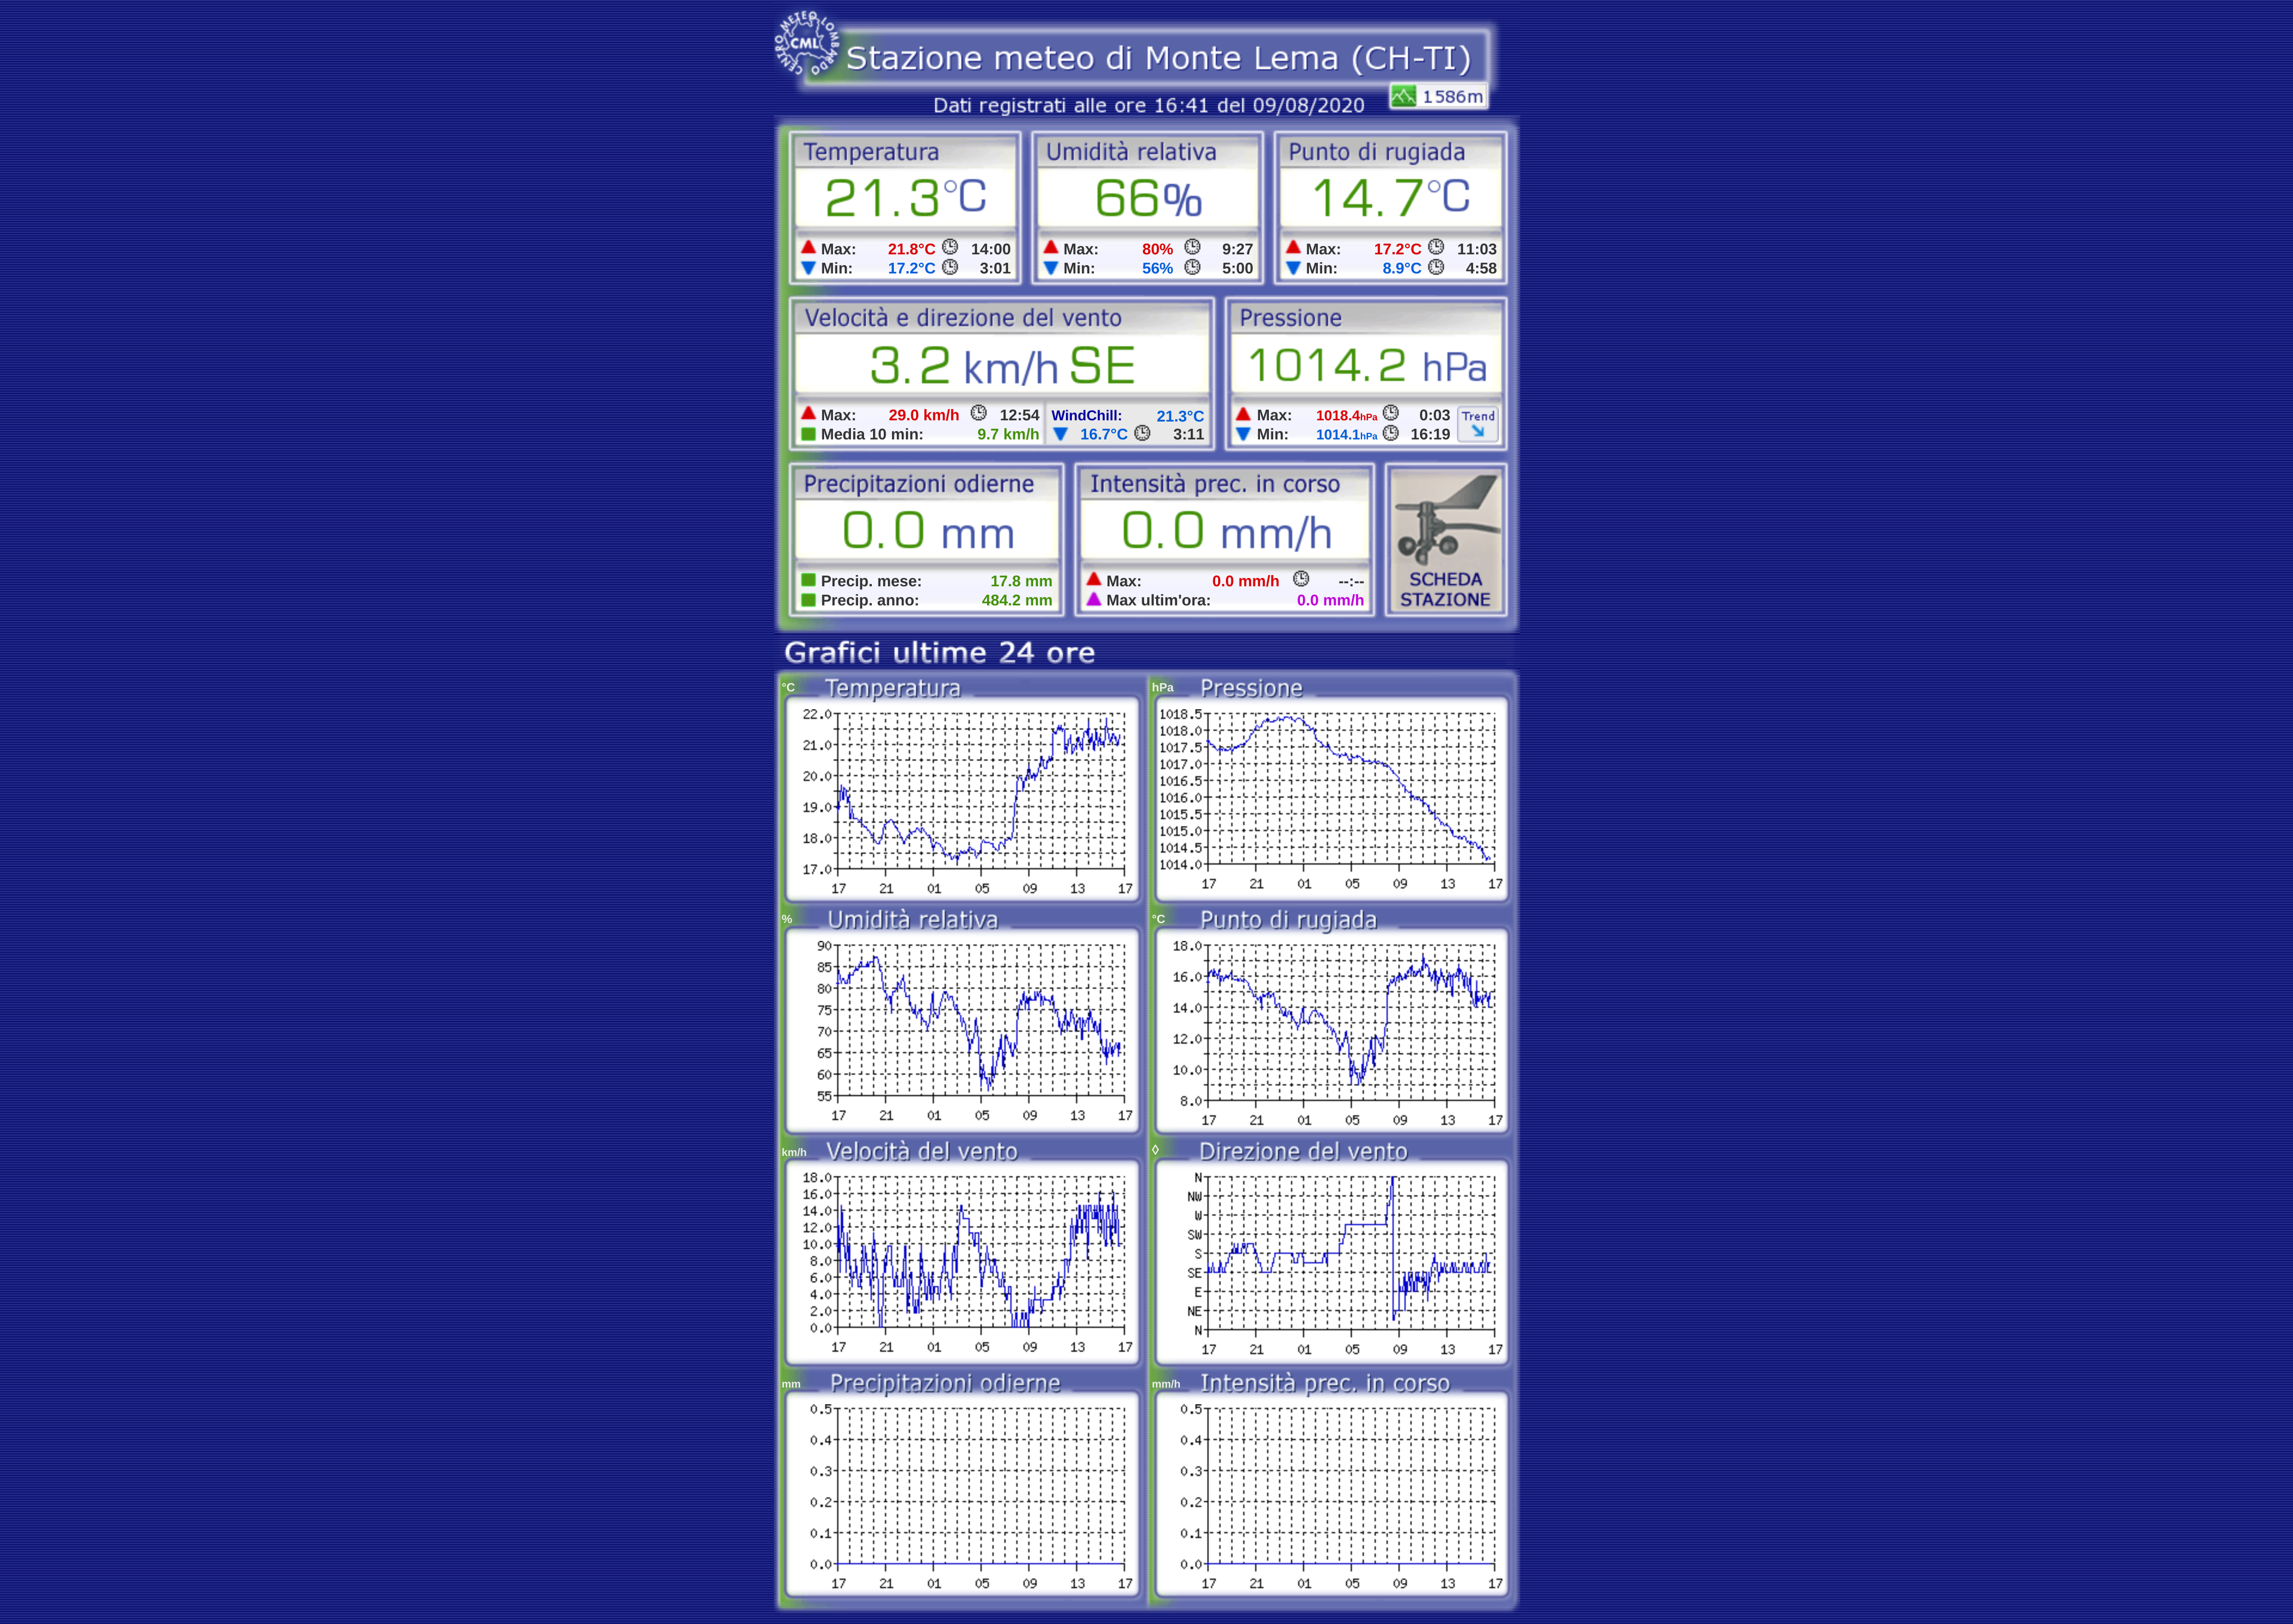 CENTRO METEO LOMBARDO
CML
Stazione meteo di Monte Lema (CH-TI)
Dati registrati alle ore 16:41 del 09/08/2020
1586m
Temperatura
21.3°C
Max: 21.8°C 14:00
Min: 17.2°C 3:01
Umidità relativa
66%
Max: 80% 9:27
Min: 56% 5:00
Punto di rugiada
14.7°C
Max: 17.2°C 11:03
Min: 8.9°C 4:58
Velocità e direzione del vento
3.2 km/h SE
Max: 29.0 km/h 12:54
Media 10 min: 9.7 km/h
WindChill: 21.3°C
16.7°C 3:11
Pressione
1014.2 hPa
Max: 1018.4hPa 0:03
Min: 1014.1hPa 16:19
Trend
Precipitazioni odierne
0.0 mm
Precip. mese: 17.8 mm
Precip. anno: 484.2 mm
Intensità prec. in corso
0.0 mm/h
Max: 0.0 mm/h --:--
Max ultim'ora: 0.0 mm/h
SCHEDA
STAZIONE
Grafici ultime 24 ore
°C Temperatura
22.0
21.0
20.0
19.0
18.0
17.0
17 21 01 05 09 13 17
hPa Pressione
1018.5
1018.0
1017.5
1017.0
1016.5
1016.0
1015.5
1015.0
1014.5
1014.0
17 21 01 05 09 13 17
% Umidità relativa
90
85
80
75
70
65
60
55
17 21 01 05 09 13 17
°C Punto di rugiada
18.0
16.0
14.0
12.0
10.0
8.0
17 21 01 05 09 13 17
km/h Velocità del vento
18.0
16.0
14.0
12.0
10.0
8.0
6.0
4.0
2.0
0.0
17 21 01 05 09 13 17
◊ Direzione del vento
N
NW
W
SW
S
SE
E
NE
N
17 21 01 05 09 13 17
mm Precipitazioni odierne
0.5
0.4
0.3
0.2
0.1
0.0
17 21 01 05 09 13 17
mm/h Intensità prec. in corso
0.5
0.4
0.3
0.2
0.1
0.0
17 21 01 05 09 13 17